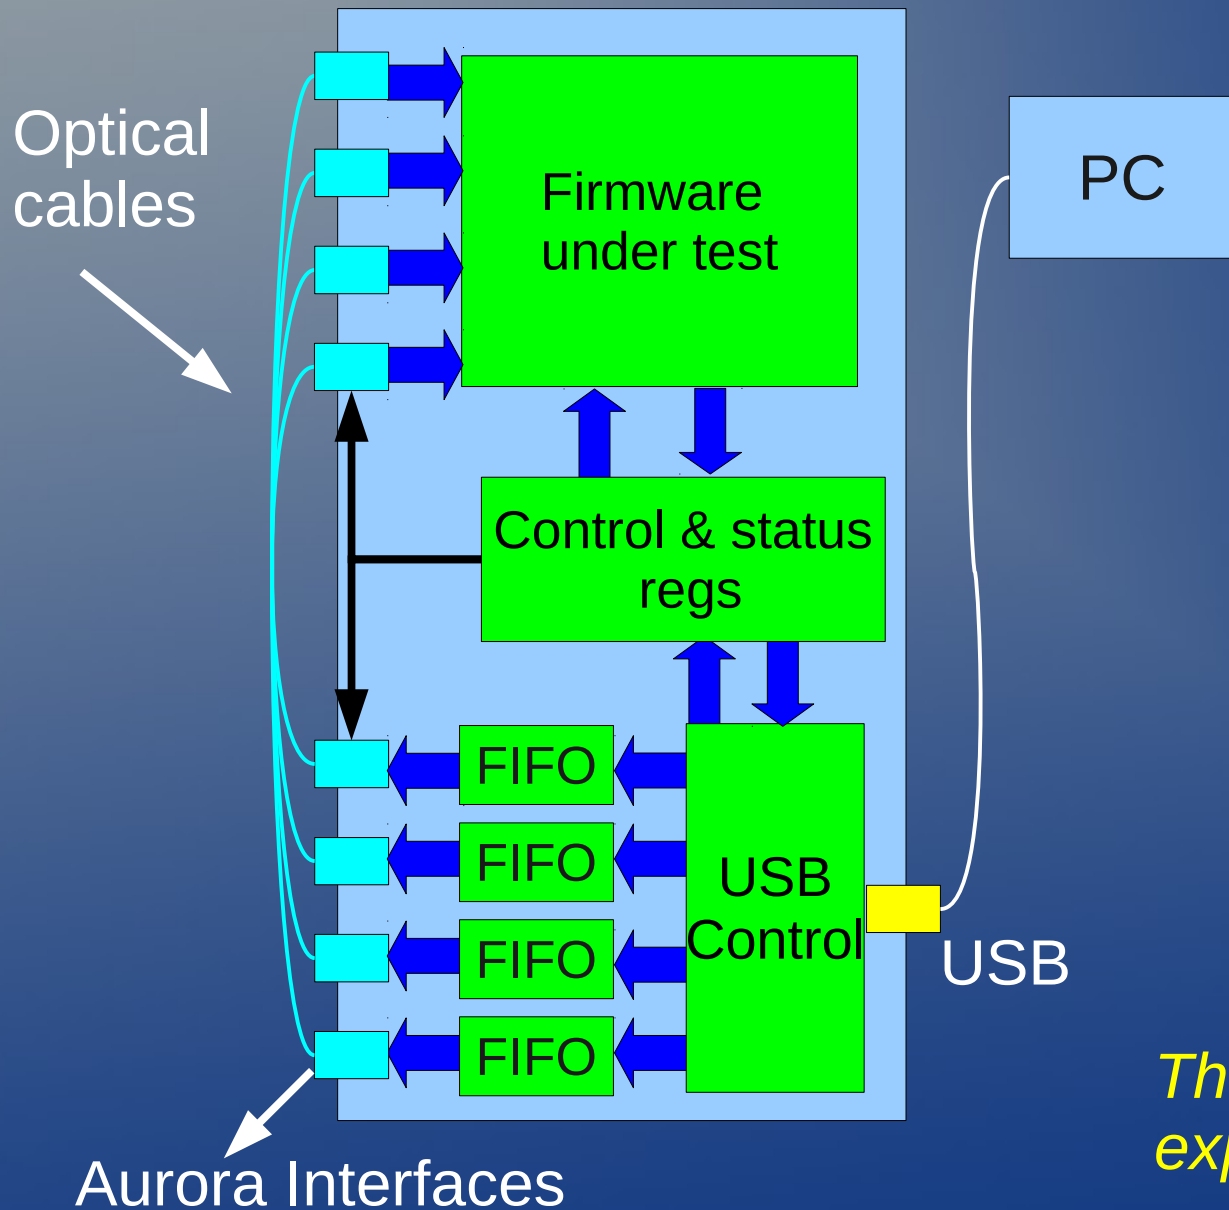 Optical
cables
Firmware
under test
PC
Control & status
regs
FIFO
FIFO
FIFO
FIFO
USB
Control
USB
Aurora Interfaces